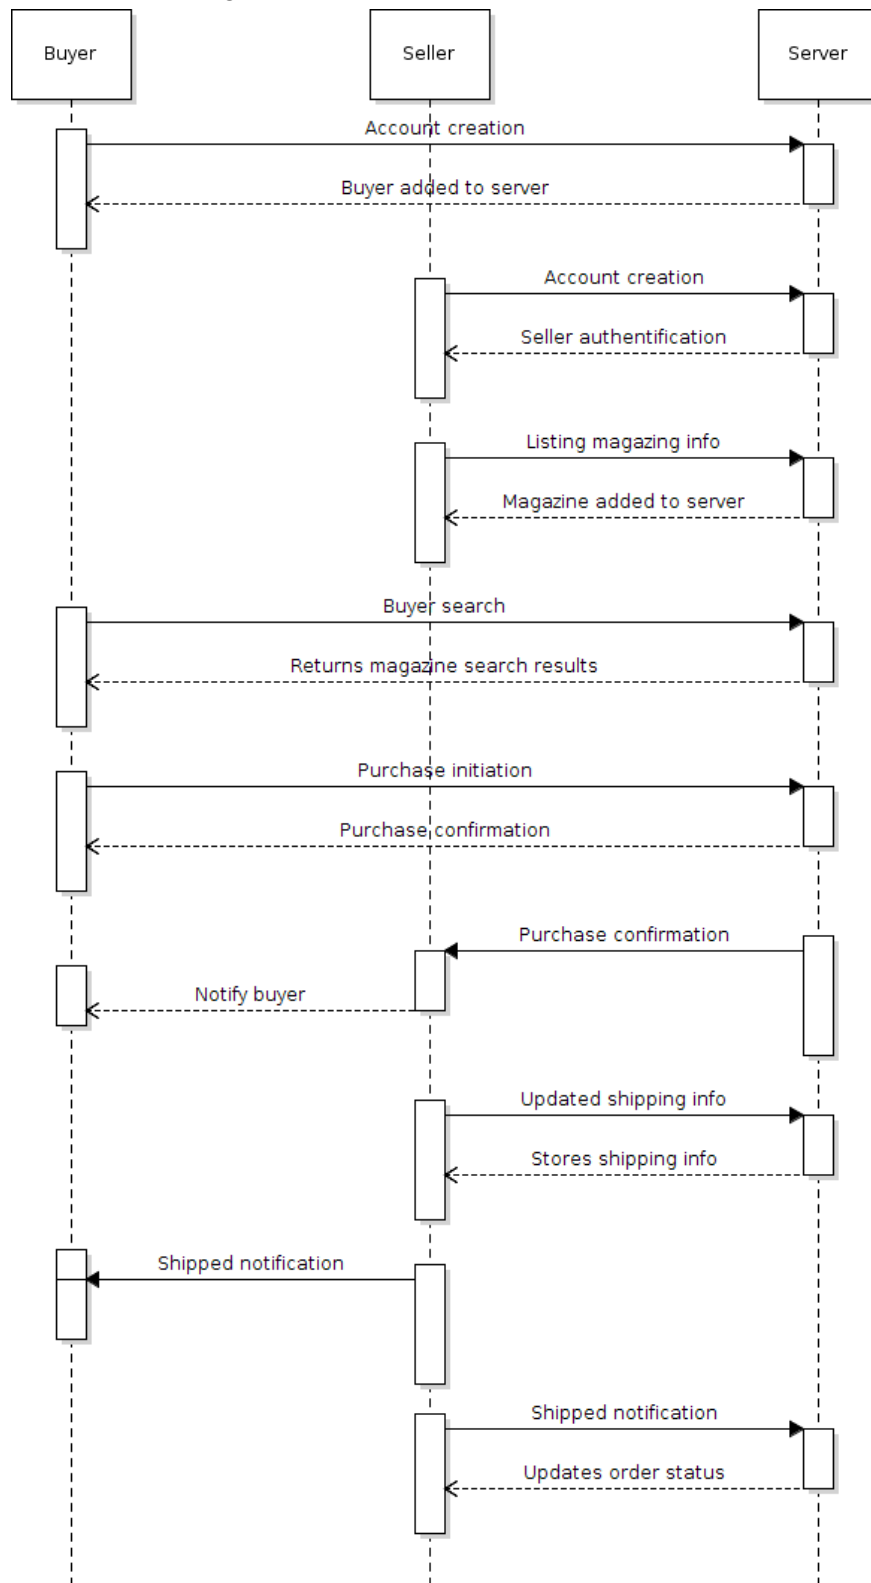 Buyer
Seller
Server
Account creation
Buyer added to server
Account creation
Seller authentification
Listing magazing info
Magazine added to server
Buyer search
Returns magazine search results
Purchase initiation
Purchase confirmation
Purchase confirmation
Notify buyer
Updated shipping info
Stores shipping info
Shipped notification
Shipped notification
Updates order status